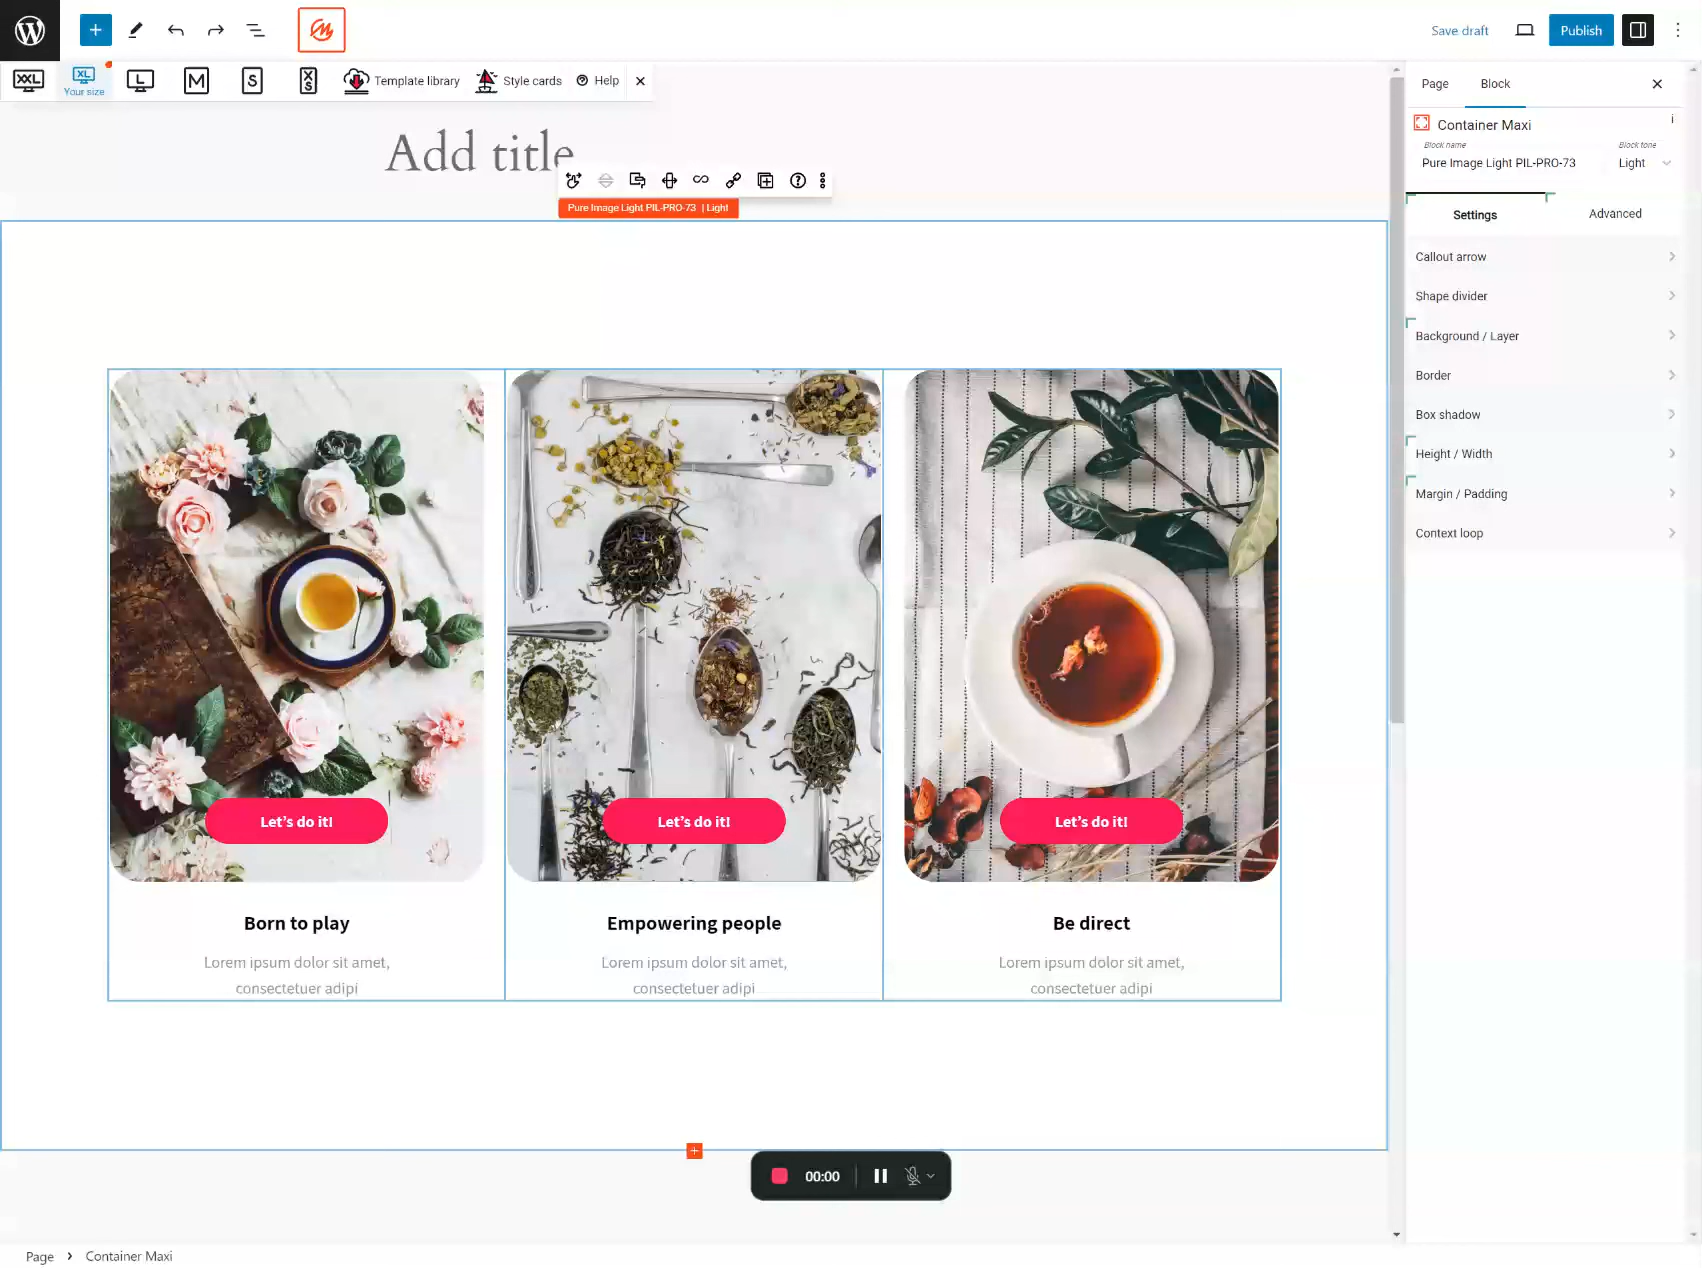 Save draft
Publish
XXL
XL
Your size
L
M
S
XS
Template library
Style cards
Help
Page
Block
Container Maxi
i
Block name
Block tone
Pure Image Light PIL-PRO-73
Light
Add title
Pure Image Light PIL-PRO-73 | Light
Settings
Advanced
Callout arrow
Shape divider
Background / Layer
Border
Box shadow
Height / Width
Margin / Padding
Context loop
Let's do it!
Let's do it!
Let's do it!
Born to play
Empowering people
Be direct
Lorem ipsum dolor sit amet,
consectetuer adipi
Lorem ipsum dolor sit amet,
consectetuer adipi
Lorem ipsum dolor sit amet,
consectetuer adipi
00:00
Page > Container Maxi